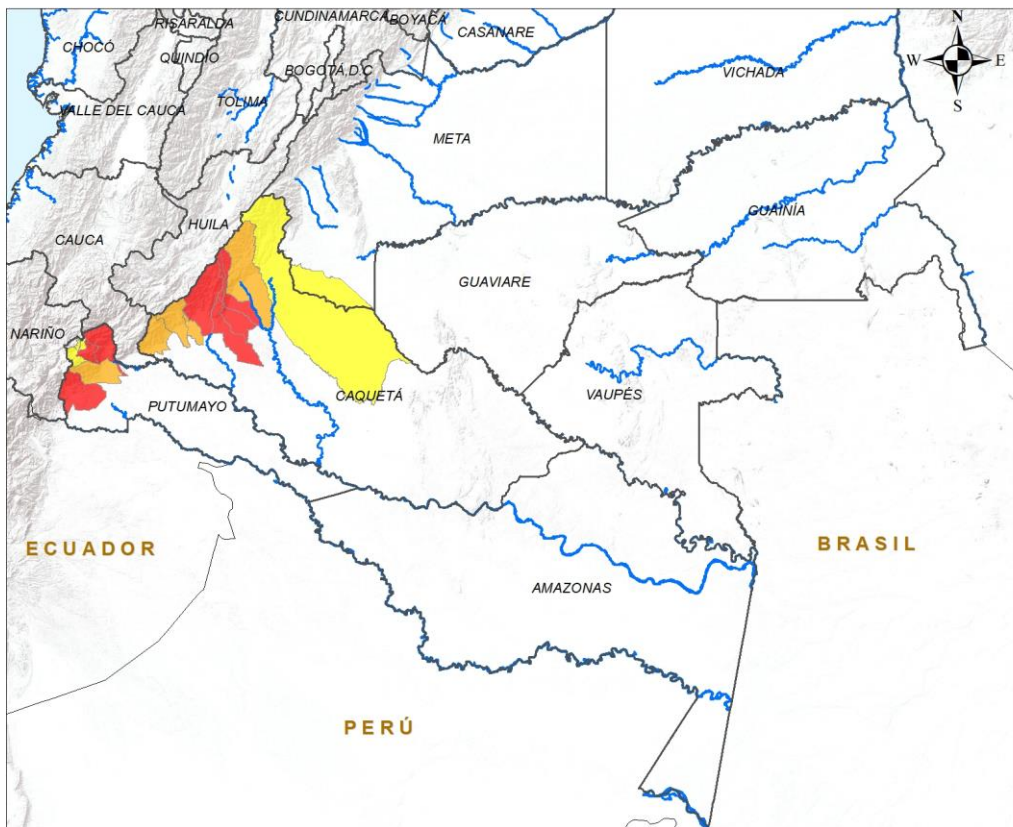 CUNDINAMARCA
BOYACÁ
N
RISARALDA
CASANARE
CHOCÓ
QUINDIO
W
E
BOGOTÁ, D.C
VICHADA
S
VALLE DEL CAUCA
TOLIMA
META
GUAINÍA
HUILA
CAUCA
GUAVIARE
NARIÑO
CAQUETÁ
VAUPÉS
PUTUMAYO
ECUADOR
BRASIL
AMAZONAS
PERÚ